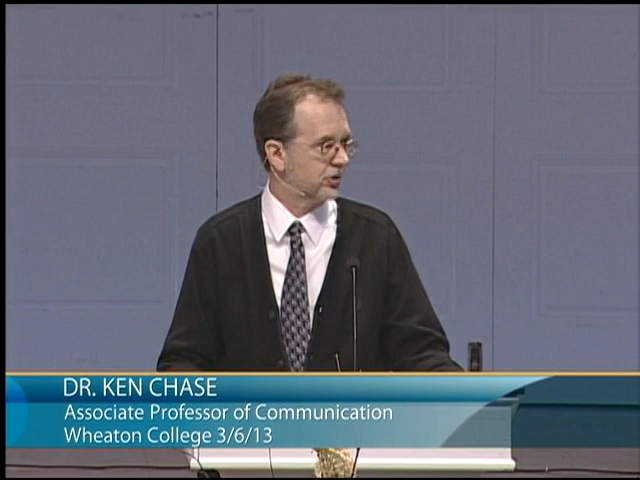 DR. KEN CHASE
Associate Professor of Communication
Wheaton College 3/6/13